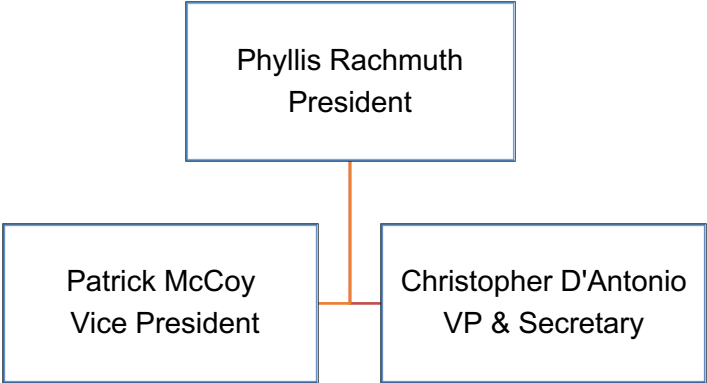 Phyllis Rachmuth
President
Patrick McCoy
Vice President
Christopher D'Antonio
VP & Secretary